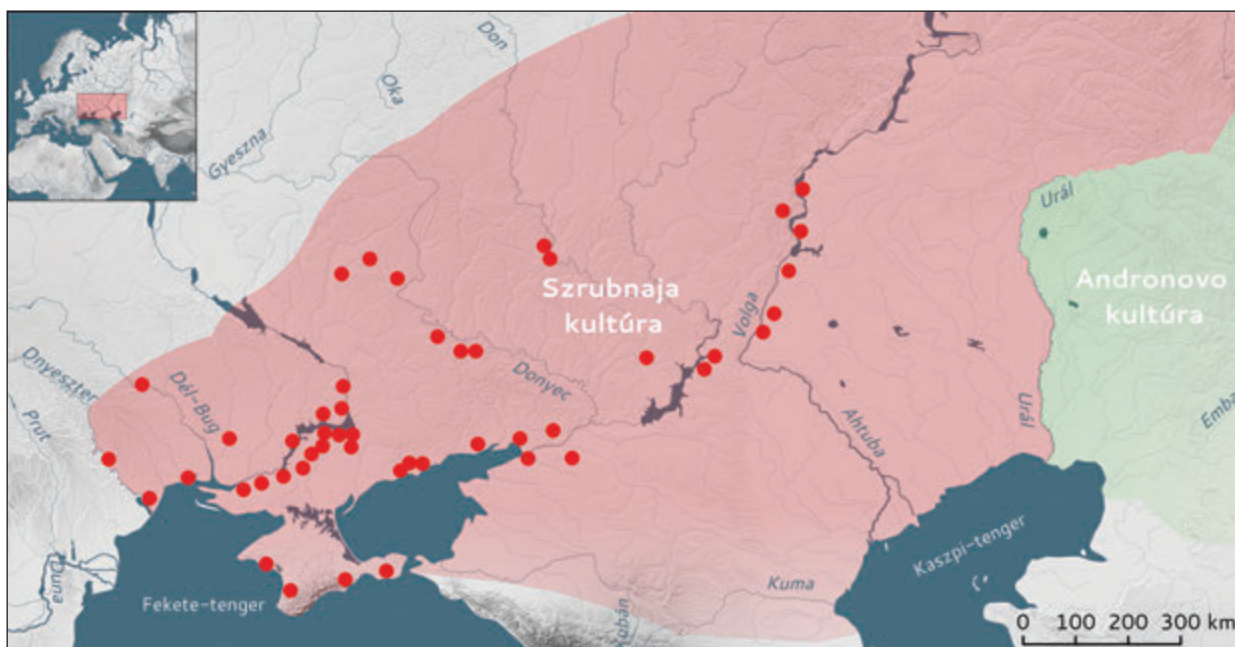 Don
Oka
Gyeszna
Urál
Szrubnaja
kultúra
Andronovo
kultúra
Volga
Dnyeszter
Dél-Bug
Donyec
Prut
Ahtuba
Urál
Emba
Kaszpi-tenger
Duna
Fekete-tenger
Kuma
Kubán
0 100 200 300 km